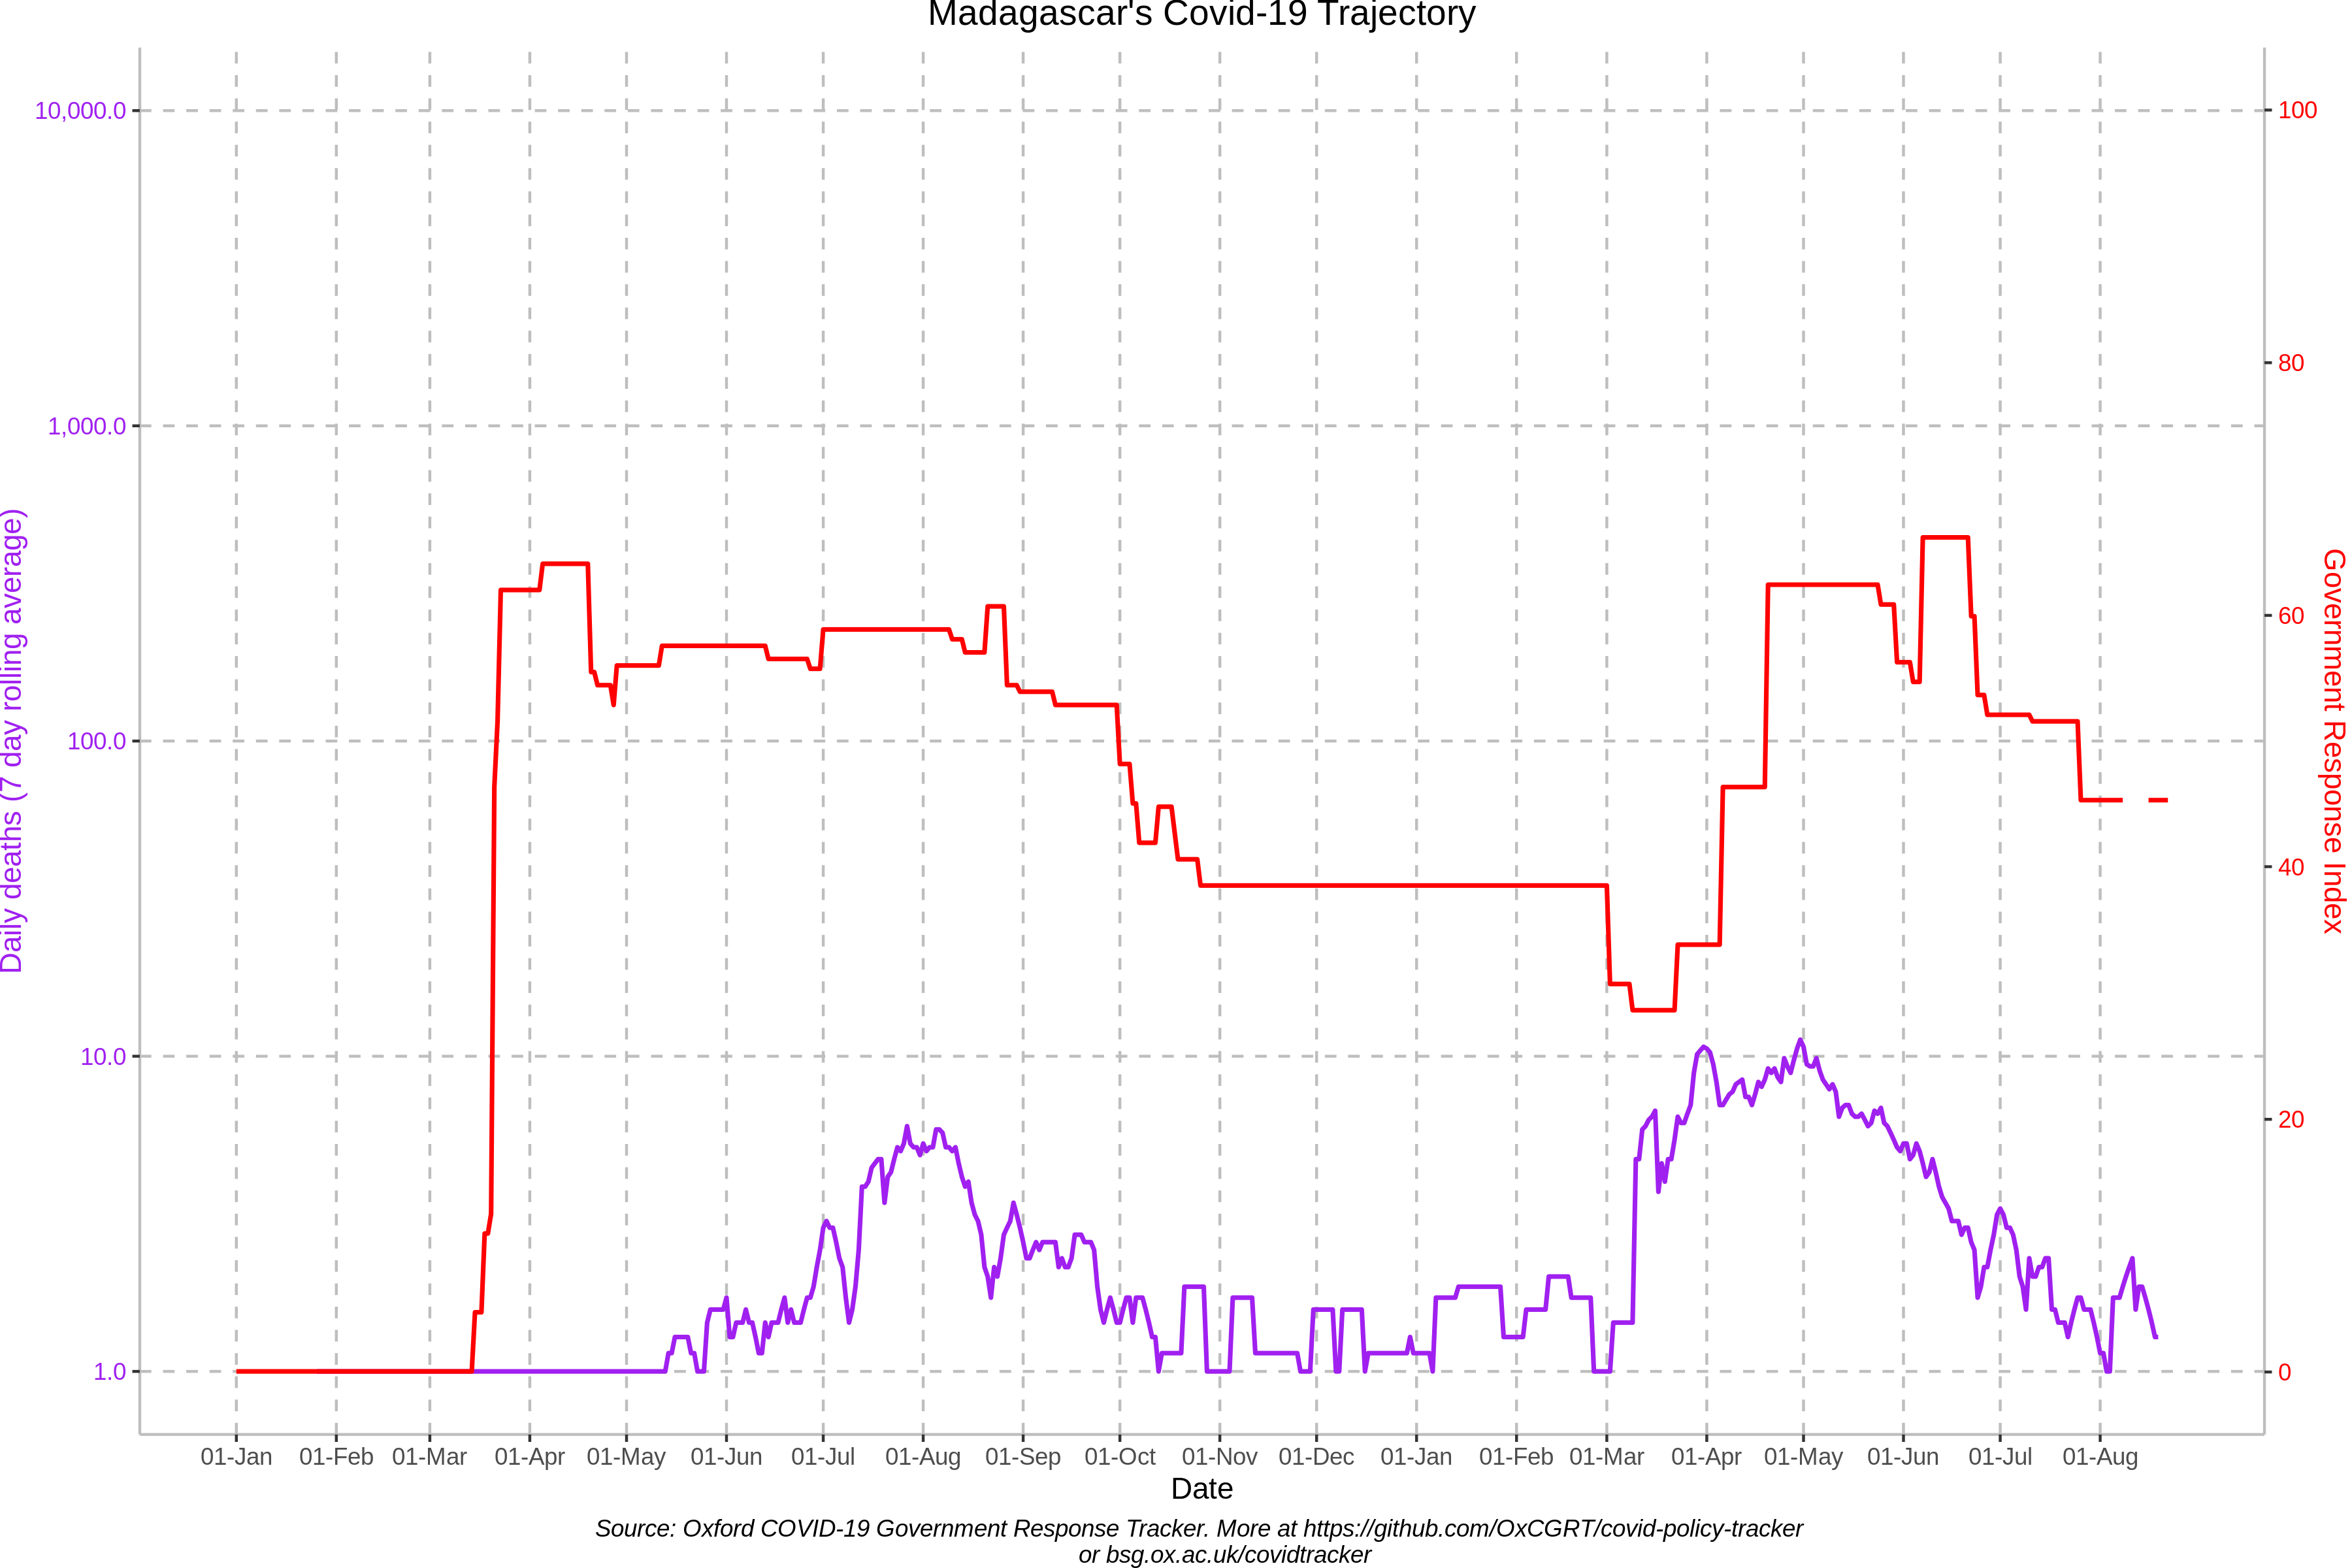 Madagascar's Covid-19 Trajectory
10,000.0
1,000.0
100.0
10.0
1.0
Daily deaths (7 day rolling average)
100
80
60
40
20
0
Government Response Index
01-Jan 01-Feb 01-Mar 01-Apr 01-May 01-Jun 01-Jul 01-Aug 01-Sep 01-Oct 01-Nov 01-Dec 01-Jan 01-Feb 01-Mar 01-Apr 01-May 01-Jun 01-Jul 01-Aug
Date
Source: Oxford COVID-19 Government Response Tracker. More at https://github.com/OxCGRT/covid-policy-tracker
or bsg.ox.ac.uk/covidtracker